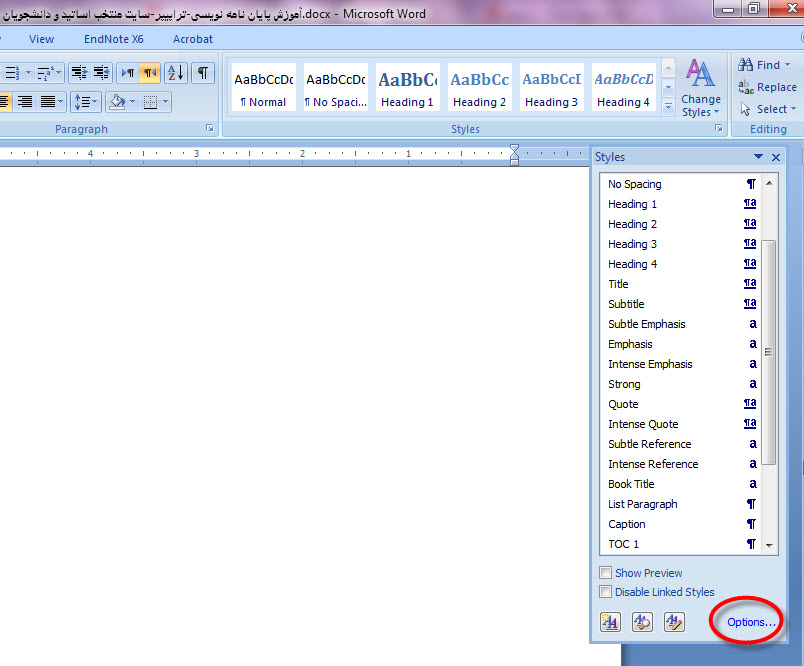 آموزش پایان نامه نویسی-تراپیپر-سایت منتخب اساتید و دانشجویان.docx - Microsoft Word
View EndNote X6 Acrobat
AaBbCcDc AaBbCcDc AaBbC AaBbCc AaBbCcI AaBbCcD
¶ Normal ¶ No Spaci... Heading 1 Heading 2 Heading 3 Heading 4
Change
Styles
Find
Replace
Select
Paragraph Styles Editing
4 3 2 1
Styles
No Spacing
Heading 1
Heading 2
Heading 3
Heading 4
Title
Subtitle
Subtle Emphasis
Emphasis
Intense Emphasis
Strong
Quote
Intense Quote
Subtle Reference
Intense Reference
Book Title
List Paragraph
Caption
TOC 1
Show Preview
Disable Linked Styles
Options...